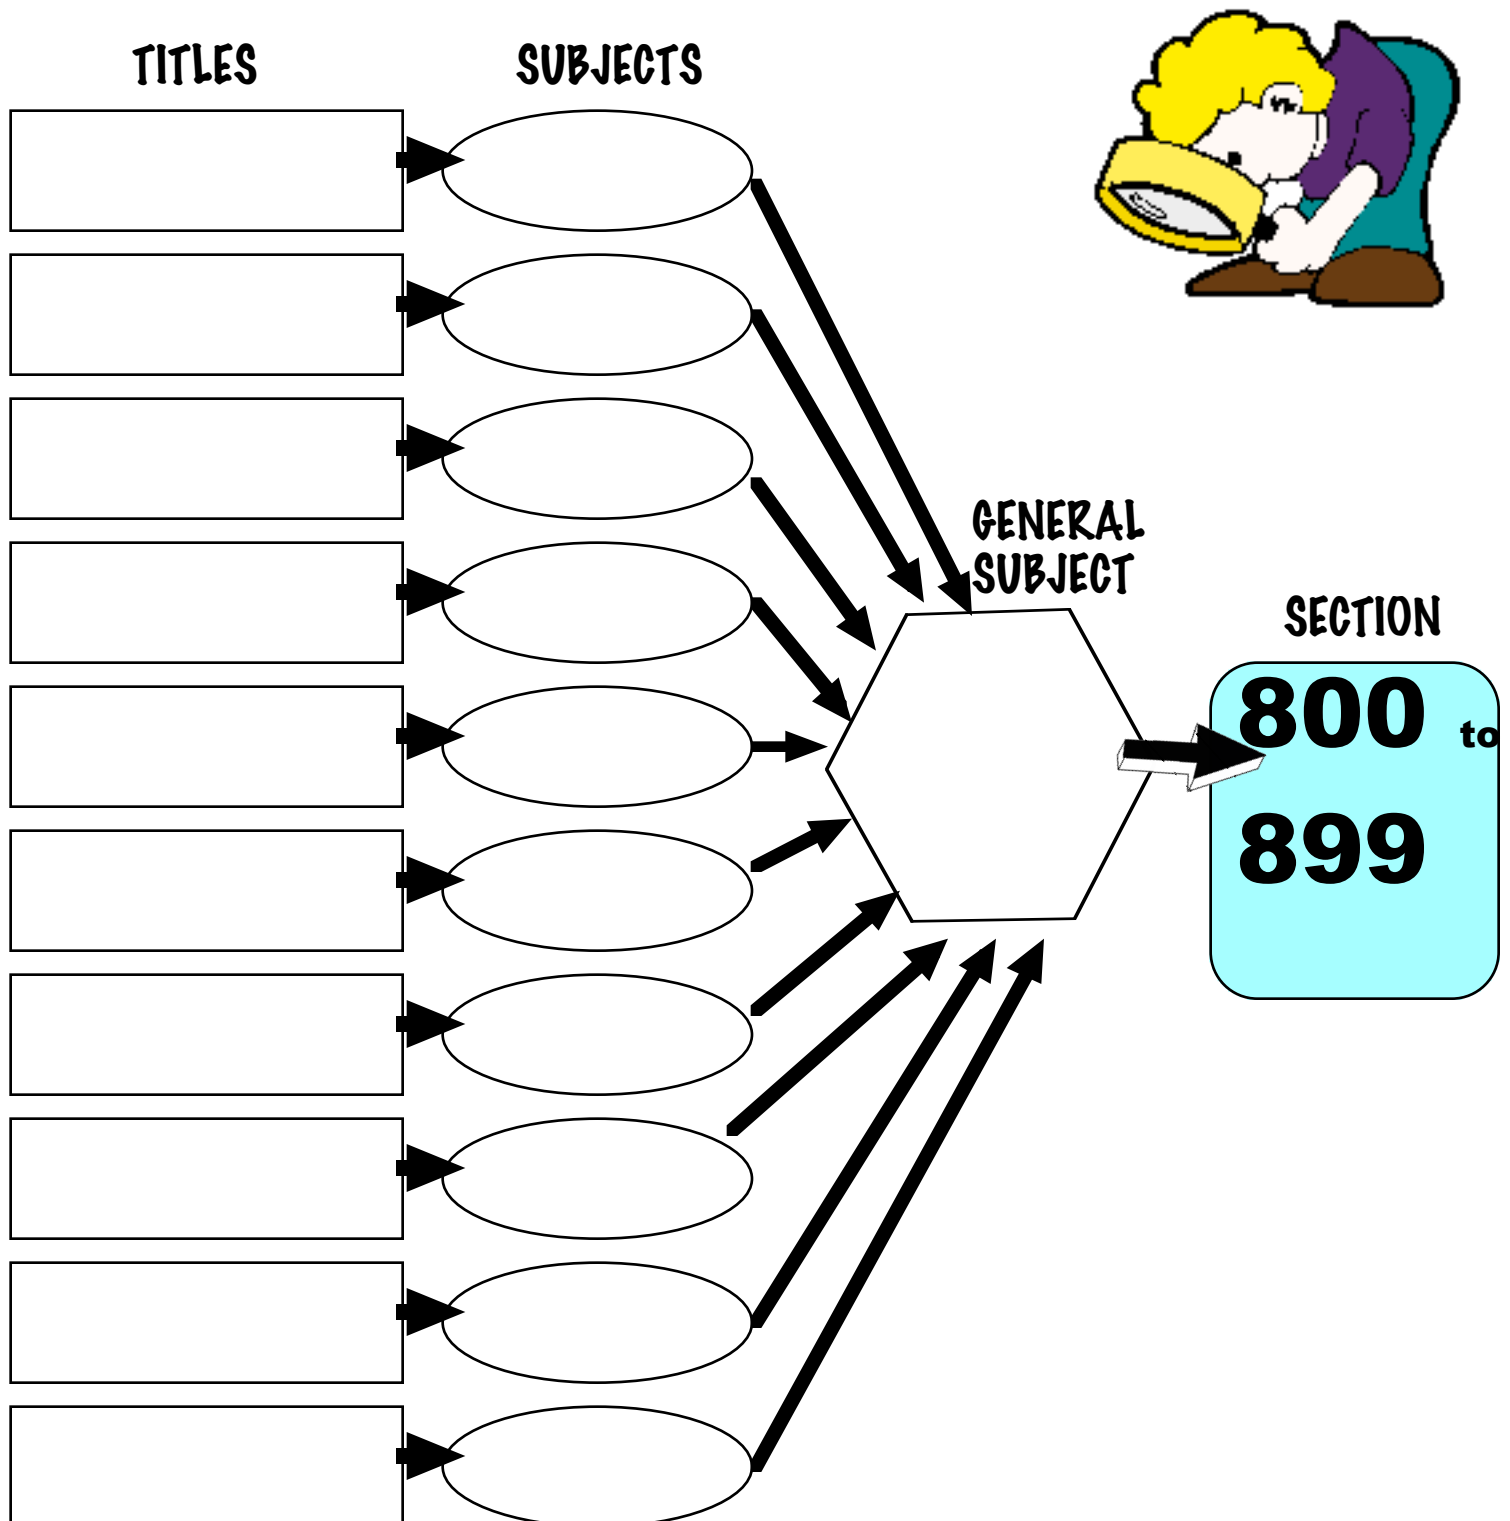 TITLES
SUBJECTS
GENERAL
SUBJECT
SECTION
800 to
899